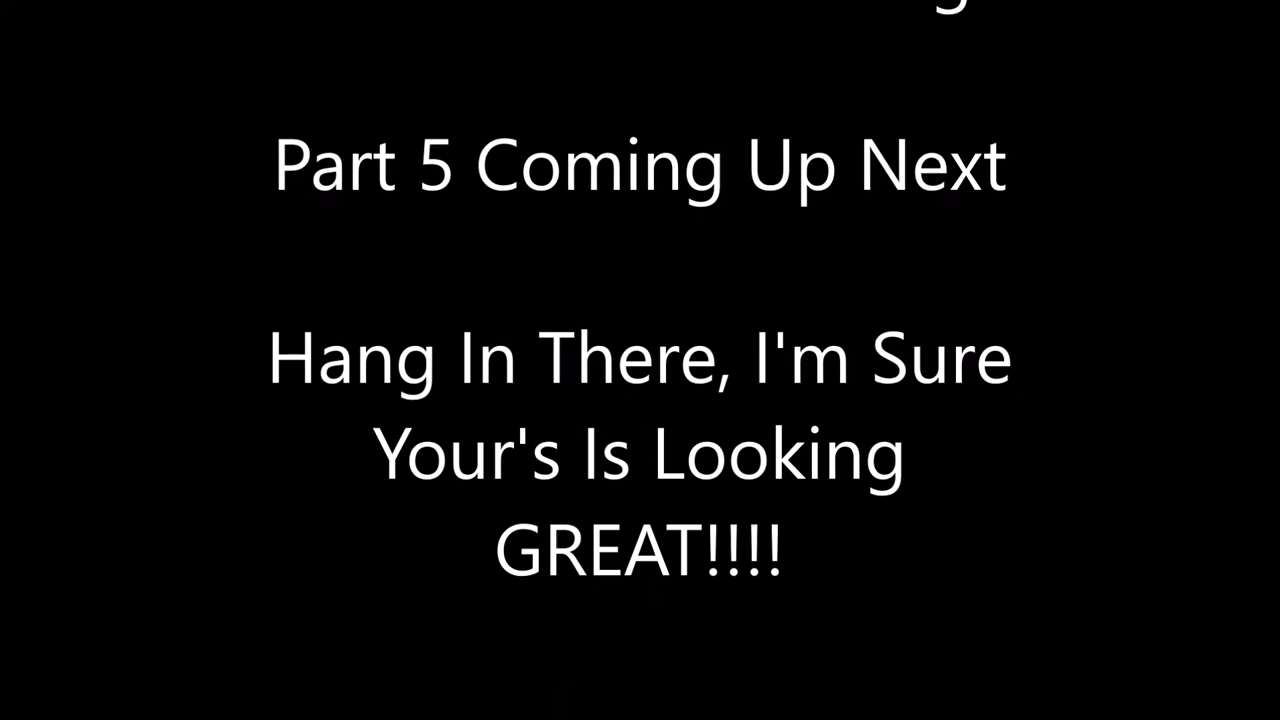 Part 5 Coming Up Next
Hang In There, I'm Sure
Your's Is Looking
GREAT!!!!